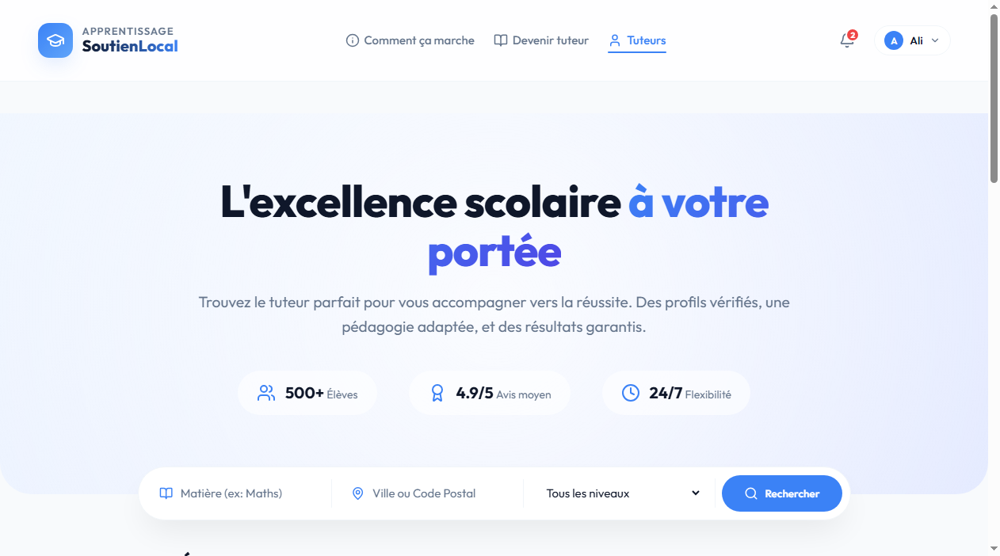 APPRENTISSAGE
SoutienLocal
Comment ça marche
Devenir tuteur
Tuteurs
2
A
Ali
L'excellence scolaire à votre
portée
Trouvez le tuteur parfait pour vous accompagner vers la réussite. Des profils vérifiés, une
pédagogie adaptée, et des résultats garantis.
500+ Élèves
4.9/5 Avis moyen
24/7 Flexibilité
Matière (ex: Maths)
Ville ou Code Postal
Tous les niveaux
Rechercher